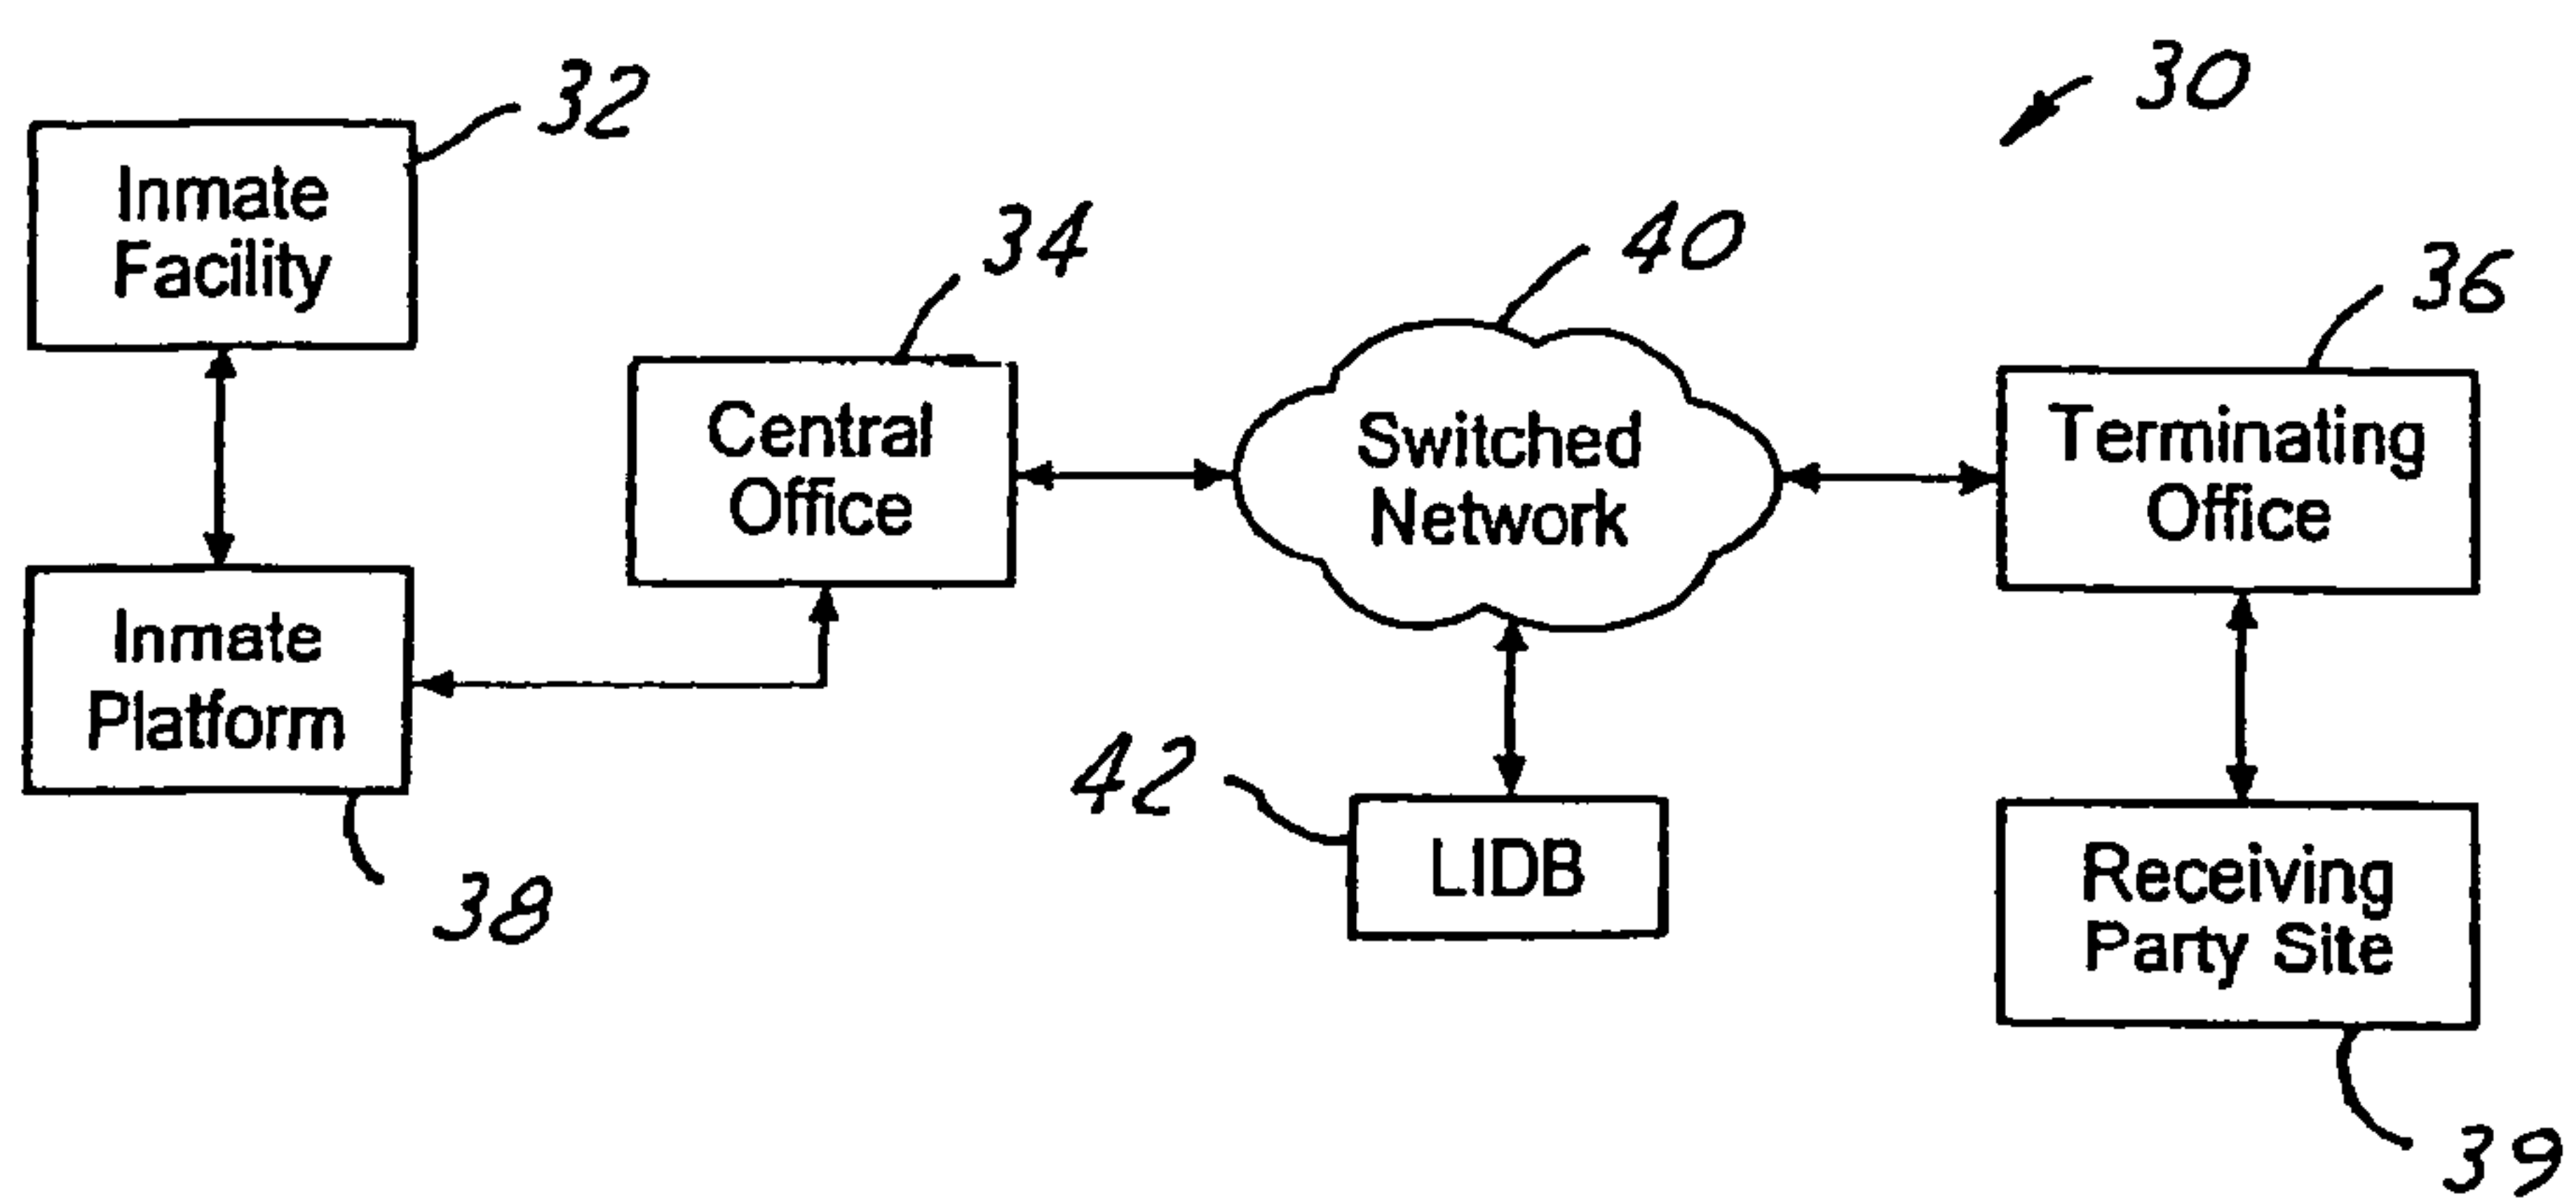 30
32
Inmate
Facility
34
Central
Office
40
Switched
Network
36
Terminating
Office
Inmate
Platform
38
42
LIDB
Receiving
Party Site
39